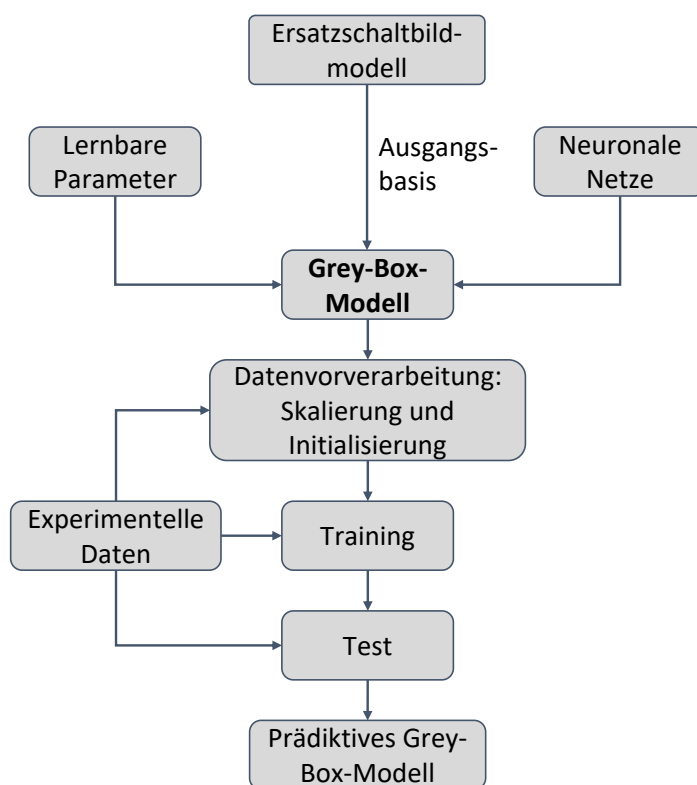 Ersatzschaltbild-
modell
Lernbare
Parameter
Ausgangs-
basis
Neuronale
Netze
Grey-Box-
Modell
Datenvorverarbeitung:
Skalierung und
Initialisierung
Experimentelle
Daten
Training
Test
Prädiktives Grey-
Box-Modell